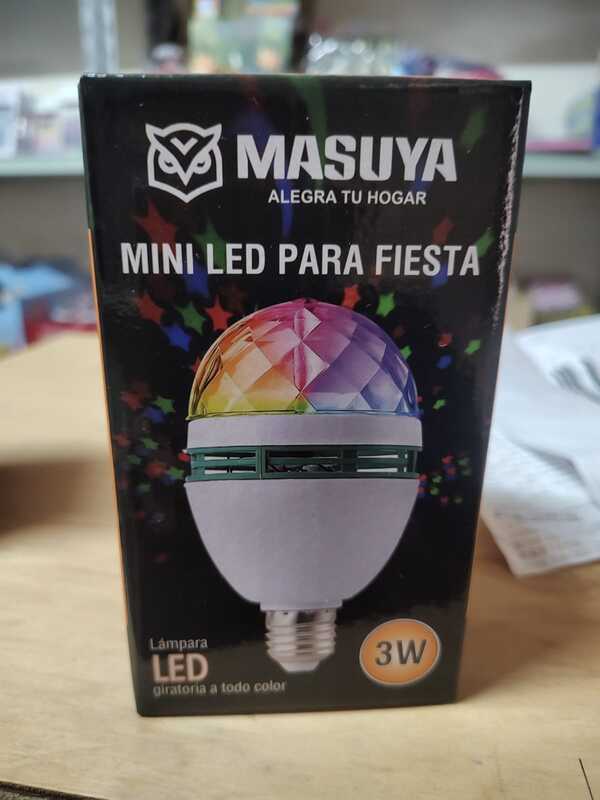 MASUYA
ALEGRA TU HOGAR
MINI LED PARA FIESTA
Lámpara
LED
giratoria a todo color
3W